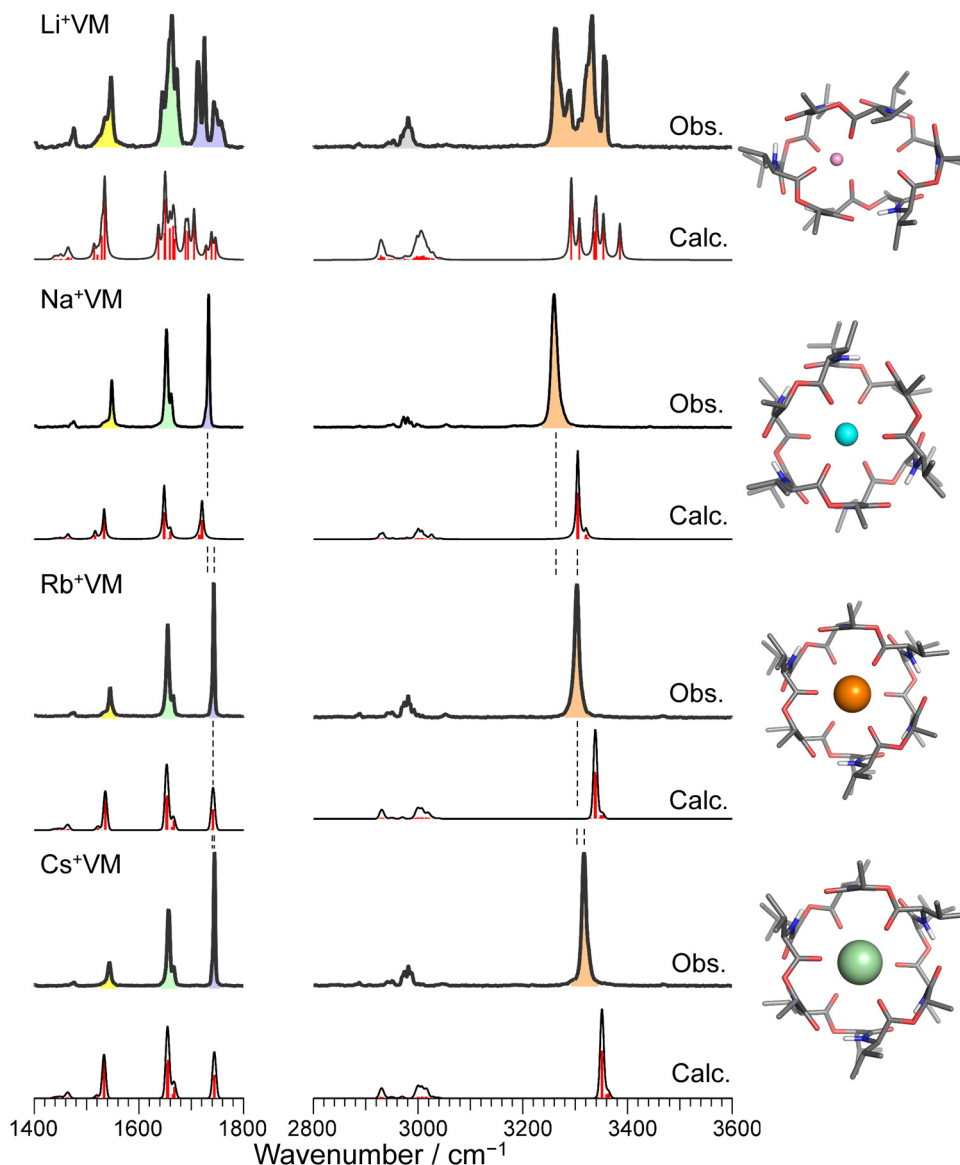 Li⁺VM
Obs.
Calc.
Na⁺VM
Obs.
Calc.
Rb⁺VM
Obs.
Calc.
Cs⁺VM
Obs.
Calc.
1400 1600 1800 2800 3000 3200 3400 3600
Wavenumber / cm⁻¹